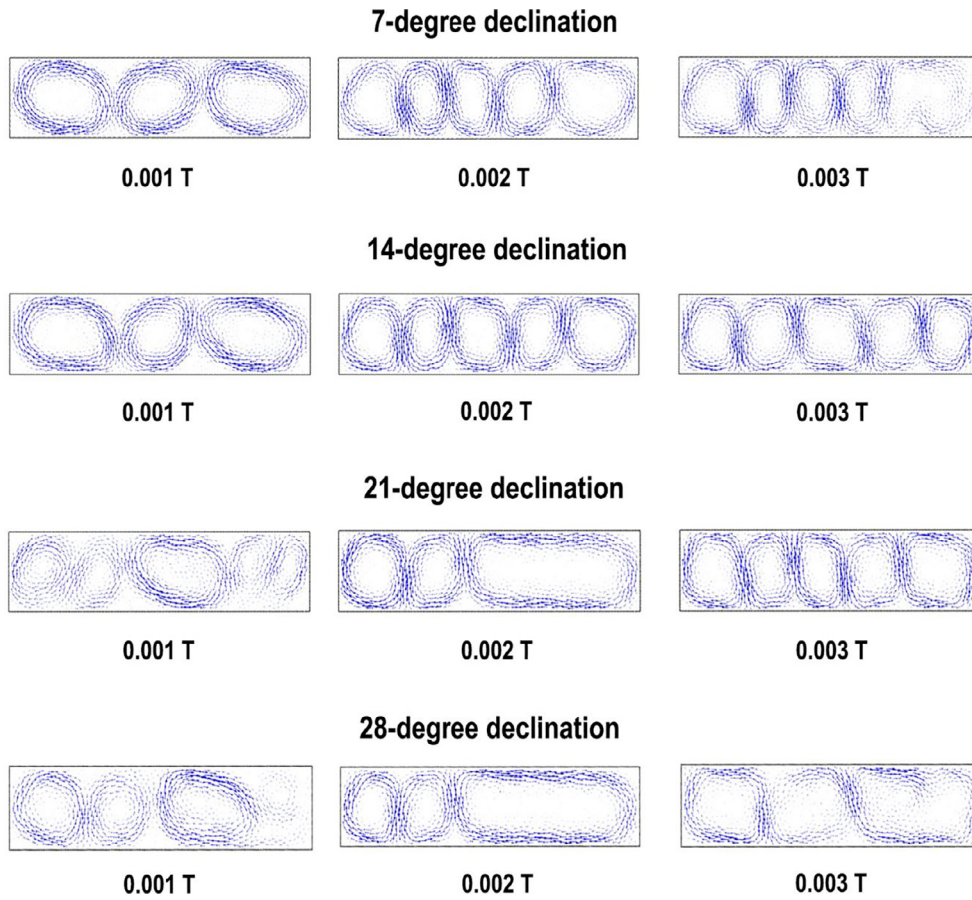 7-degree declination
0.001 T 0.002 T 0.003 T
14-degree declination
0.001 T 0.002 T 0.003 T
21-degree declination
0.001 T 0.002 T 0.003 T
28-degree declination
0.001 T 0.002 T 0.003 T